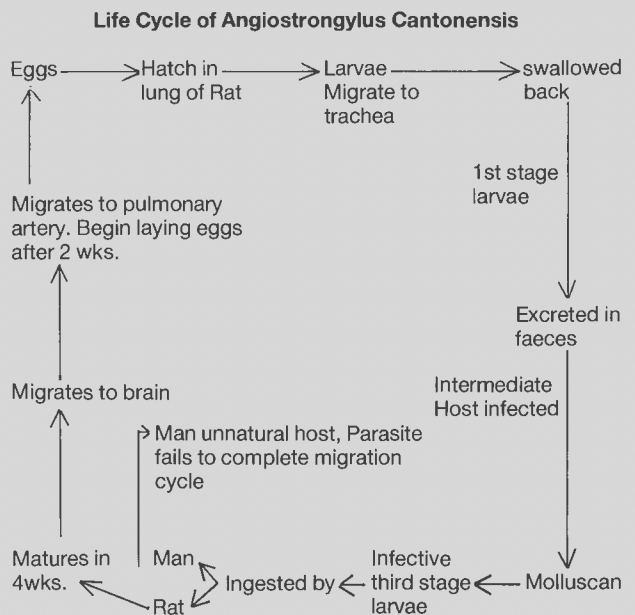 Life Cycle of Angiostrongylus Cantonensis
Eggs
Hatch in
lung of Rat
Larvae
Migrate to
trachea
swallowed
back
1st stage
larvae
Migrates to pulmonary
artery. Begin laying eggs
after 2 wks.
Excreted in
faeces
Migrates to brain
Intermediate
Host infected
Man unnatural host, Parasite
fails to complete migration
cycle
Matures in
4wks.
Man
Rat
Ingested by
Infective
third stage
larvae
Molluscan